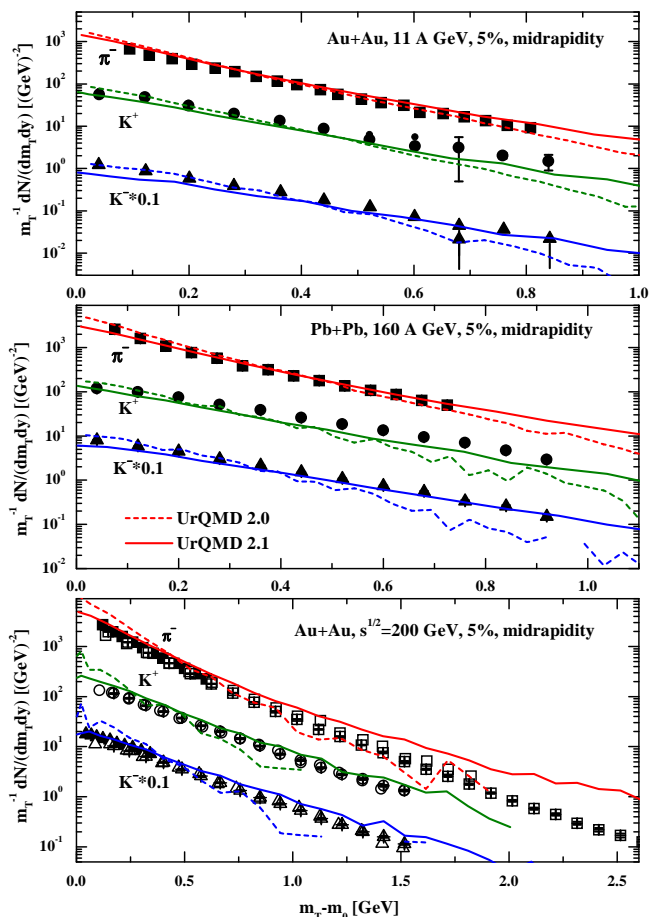 Au+Au, 11 A GeV, 5%, midrapidity
π⁻
K⁺
K⁻*0.1
m_T⁻¹ dN/(dm_T dy) [(GeV)⁻²]
10³
10²
10¹
10⁰
10⁻¹
10⁻²
0.0 0.2 0.4 0.6 0.8 1.0
Pb+Pb, 160 A GeV, 5%, midrapidity
π⁻
K⁺
K⁻*0.1
UrQMD 2.0
UrQMD 2.1
m_T⁻¹ dN/(dm_T dy) [(GeV)⁻²]
10³
10²
10¹
10⁰
10⁻¹
10⁻²
0.0 0.2 0.4 0.6 0.8 1.0
Au+Au, s^{1/2}=200 GeV, 5%, midrapidity
π⁻
K⁺
K⁻*0.1
m_T⁻¹ dN/(dm_T dy) [(GeV)⁻²]
10³
10²
10¹
10⁰
10⁻¹
0.0 0.5 1.0 1.5 2.0 2.5
m_T-m_0 [GeV]